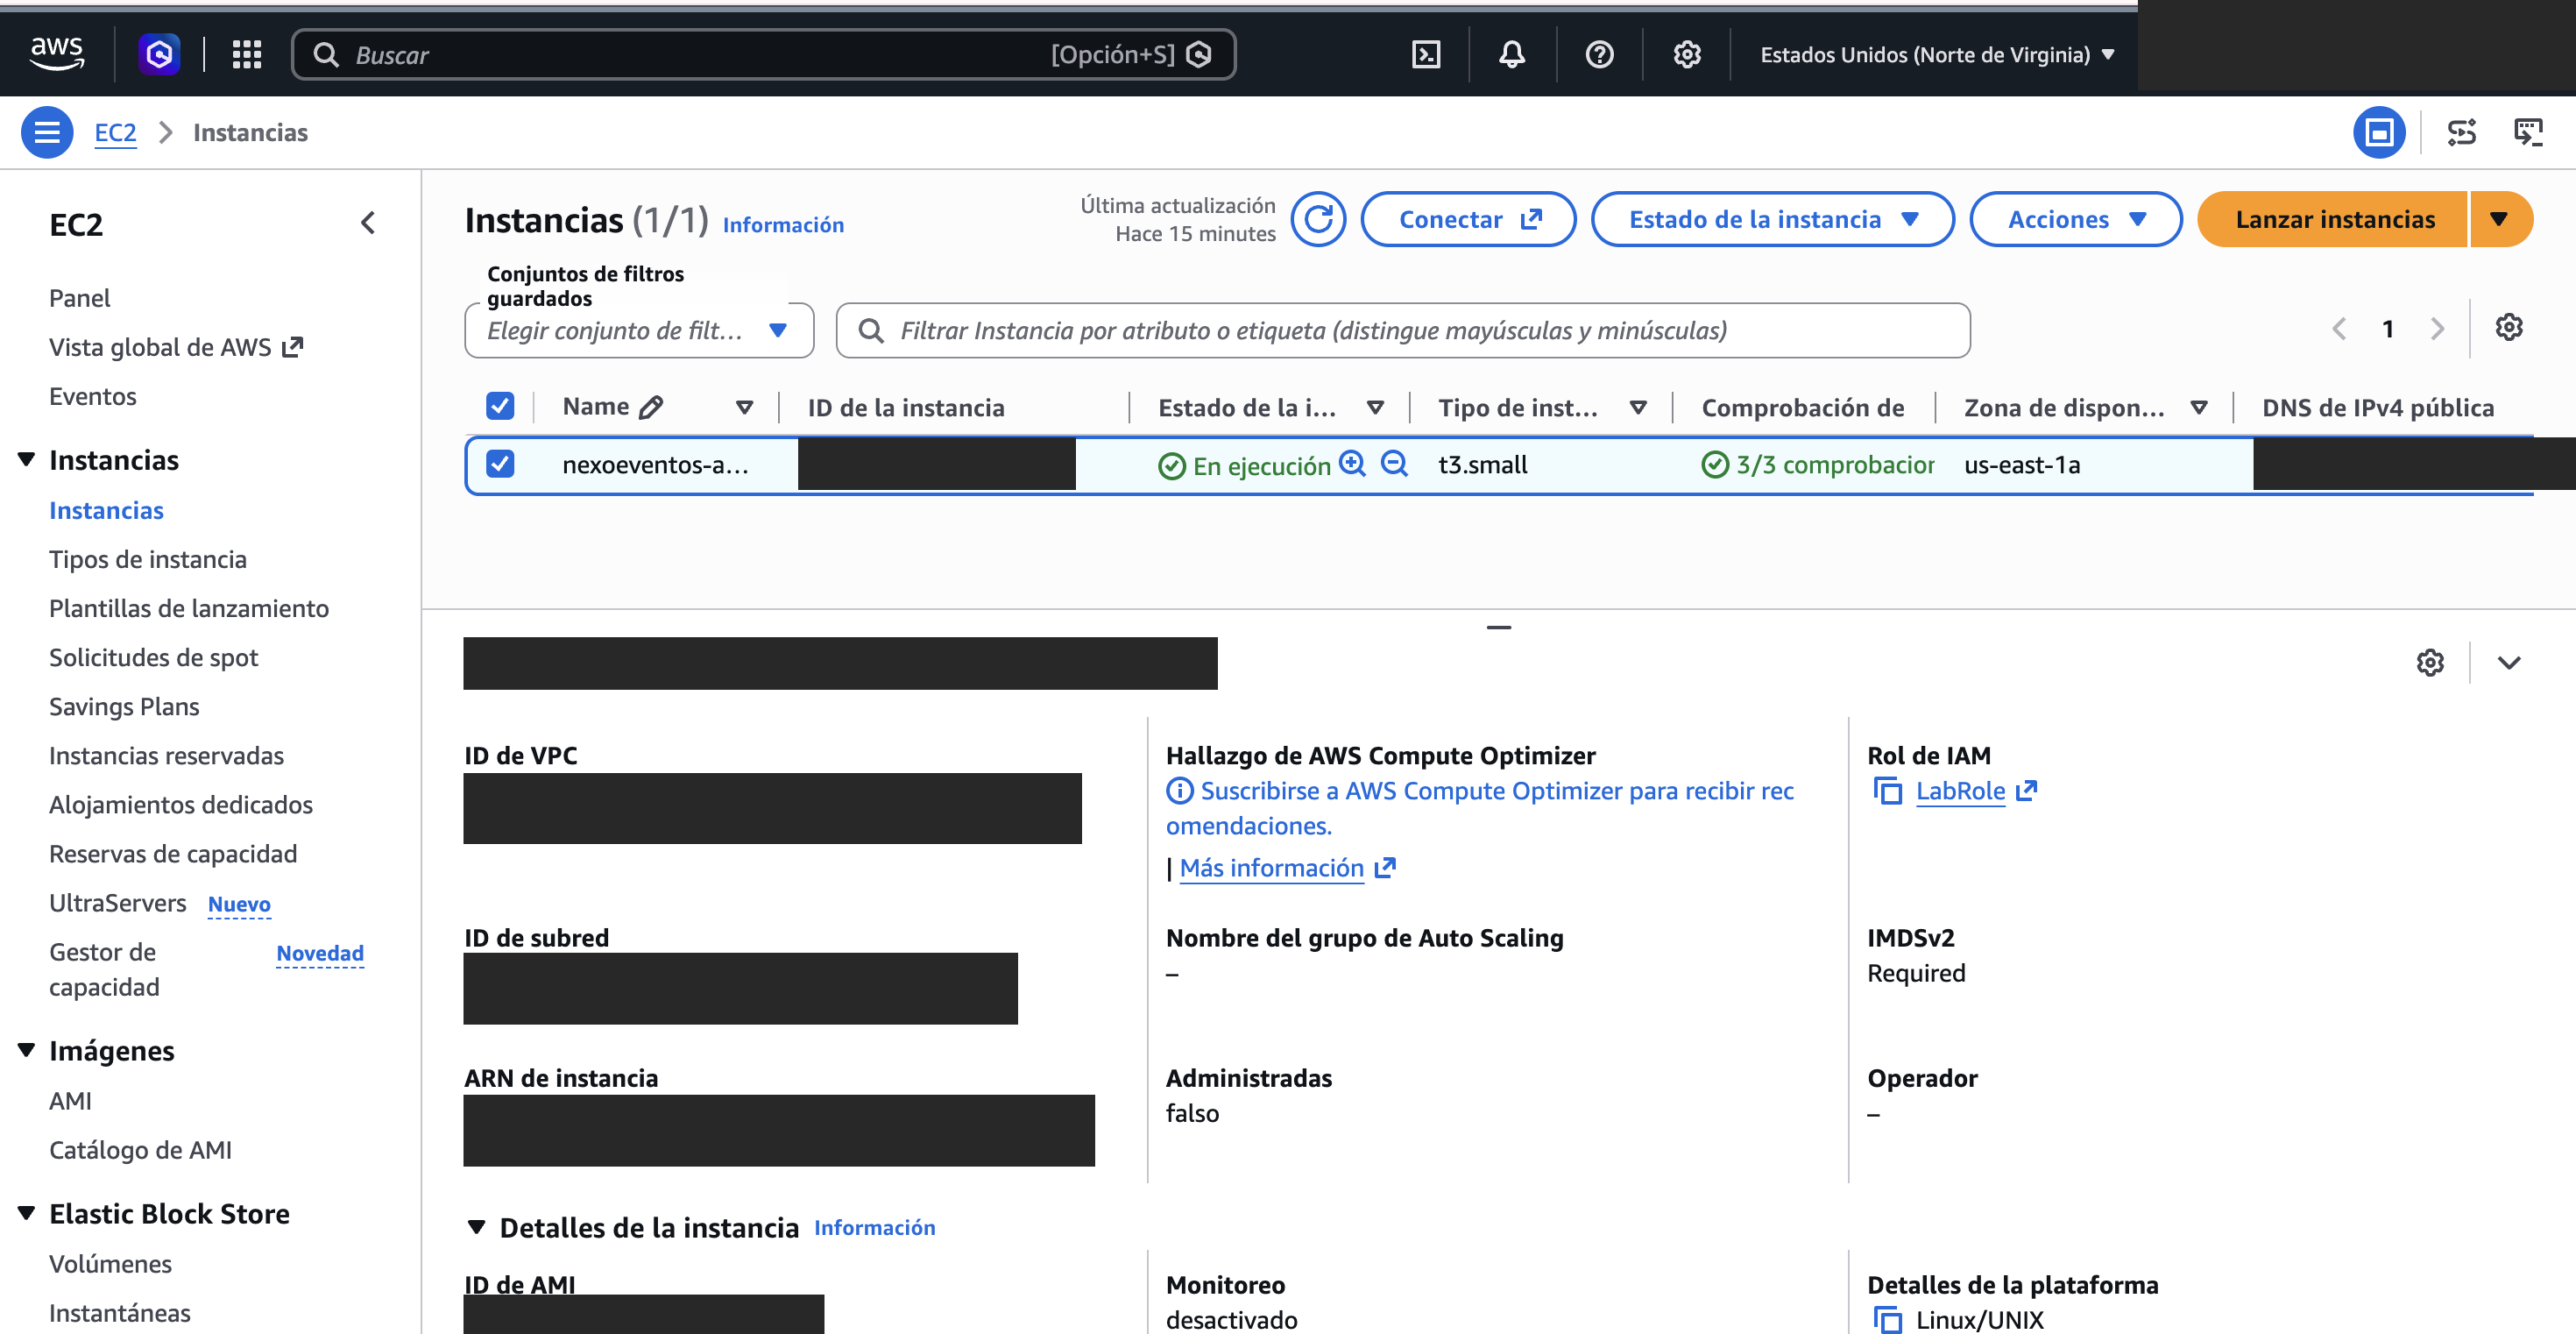 aws
Buscar
[Opción+S]
Estados Unidos (Norte de Virginia)
EC2
Instancias
EC2
Panel
Vista global de AWS
Eventos
Instancias
Instancias
Tipos de instancia
Plantillas de lanzamiento
Solicitudes de spot
Savings Plans
Instancias reservadas
Alojamientos dedicados
Reservas de capacidad
UltraServers Nuevo
Gestor de Novedad
capacidad
Imágenes
AMI
Catálogo de AMI
Elastic Block Store
Volúmenes
Instantáneas
Instancias (1/1) Información
Última actualización
Hace 15 minutes
Conectar
Estado de la instancia
Acciones
Lanzar instancias
Conjuntos de filtros
guardados
Elegir conjunto de filt...
Filtrar Instancia por atributo o etiqueta (distingue mayúsculas y minúsculas)
1
Name ID de la instancia Estado de la i... Tipo de inst... Comprobación de Zona de dispon... DNS de IPv4 pública
nexoeventos-a... En ejecución t3.small 3/3 comprobacior us-east-1a
ID de VPC
Hallazgo de AWS Compute Optimizer
Suscribirse a AWS Compute Optimizer para recibir rec
omendaciones.
| Más información
Rol de IAM
LabRole
ID de subred
Nombre del grupo de Auto Scaling
–
IMDSv2
Required
ARN de instancia
Administradas
falso
Operador
–
Detalles de la instancia Información
ID de AMI
Monitoreo
desactivado
Detalles de la plataforma
Linux/UNIX